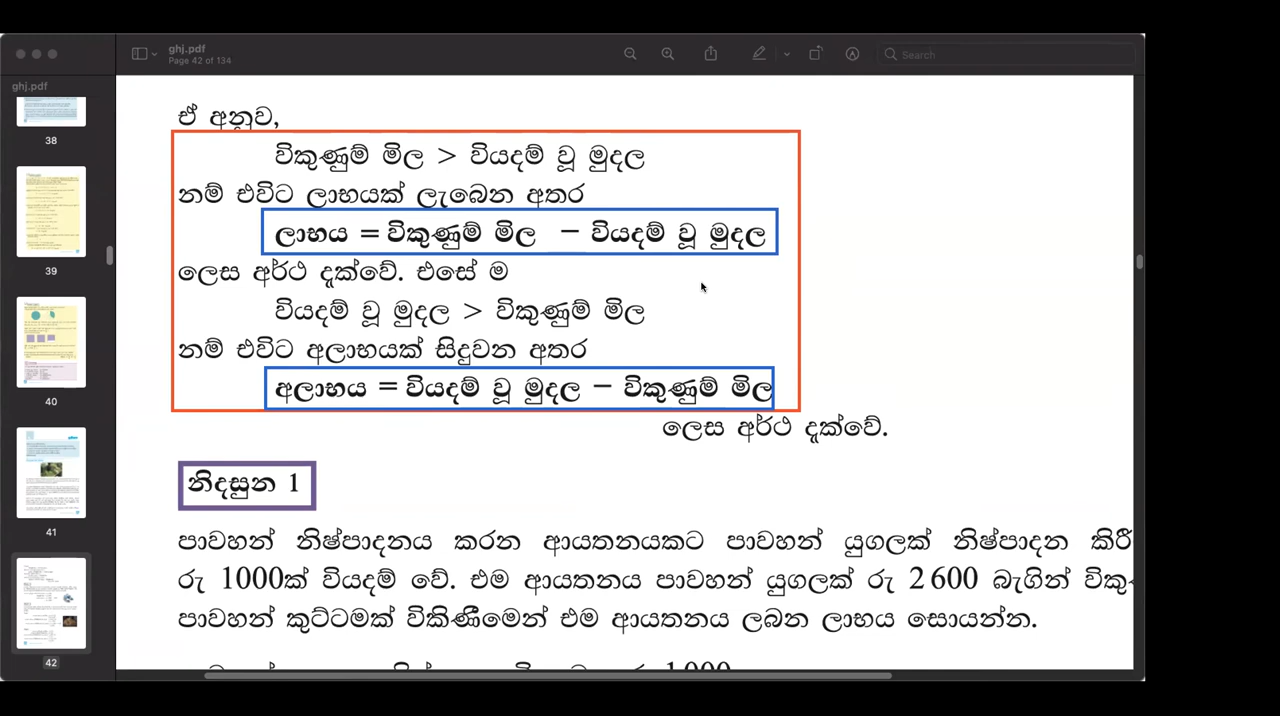 ghj.pdf
Page 42 of 134
Search
ghj.pdf
38
39
40
41
42
ඒ අනුව,
විකුණුම් මිල > වියදම් වූ මුදල
නම් එවිට ලාභයක් ලැබෙන අතර
ලාභය = විකුණුම් මිල − වියදම් වූ මුදල
ලෙස අර්ථ දැක්වේ. එසේ ම
වියදම් වූ මුදල > විකුණුම් මිල
නම් එවිට අලාභයක් සිදුවන අතර
අලාභය = වියදම් වූ මුදල − විකුණුම් මිල
ලෙස අර්ථ දැක්වේ.
නිදසුන 1
පාවහන් නිෂ්පාදනය කරන ආයතනයකට පාවහන් යුගලක් නිෂ්පාදන කිරී
රු 1000ක් වියදම් වේ. එම ආයතනය පාවහන් යුගලක් රු 2 600 බැගින් විකු
පාවහන් කුට්ටමක් විකිණීමෙන් එම ආයතනය ලබන ලාභය සොයන්න.